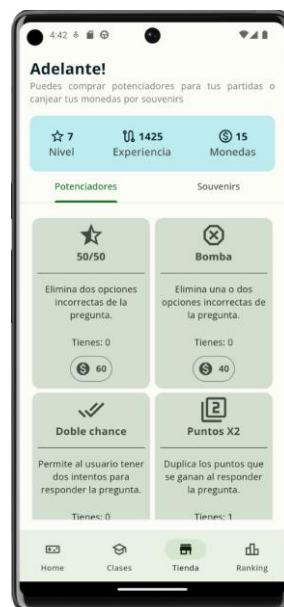 4:42
Adelante!
Puedes comprar potenciadores para tus partidas o
canjear tus monedas por souvenirs
7 1425 15
Nivel Experiencia Monedas
Potenciadores Souvenirs
50/50
Elimina dos opciones
incorrectas de la
pregunta.
Tienes: 0
60
Bomba
Elimina una o dos
opciones incorrectas de
la pregunta.
Tienes: 0
40
Doble chance
Permite al usuario tener
dos intentos para
responder la pregunta.
Tienes: 0
2
Puntos X2
Duplica los puntos que
se ganan al responder
la pregunta.
Tienes: 1
Home Clases Tienda Ranking